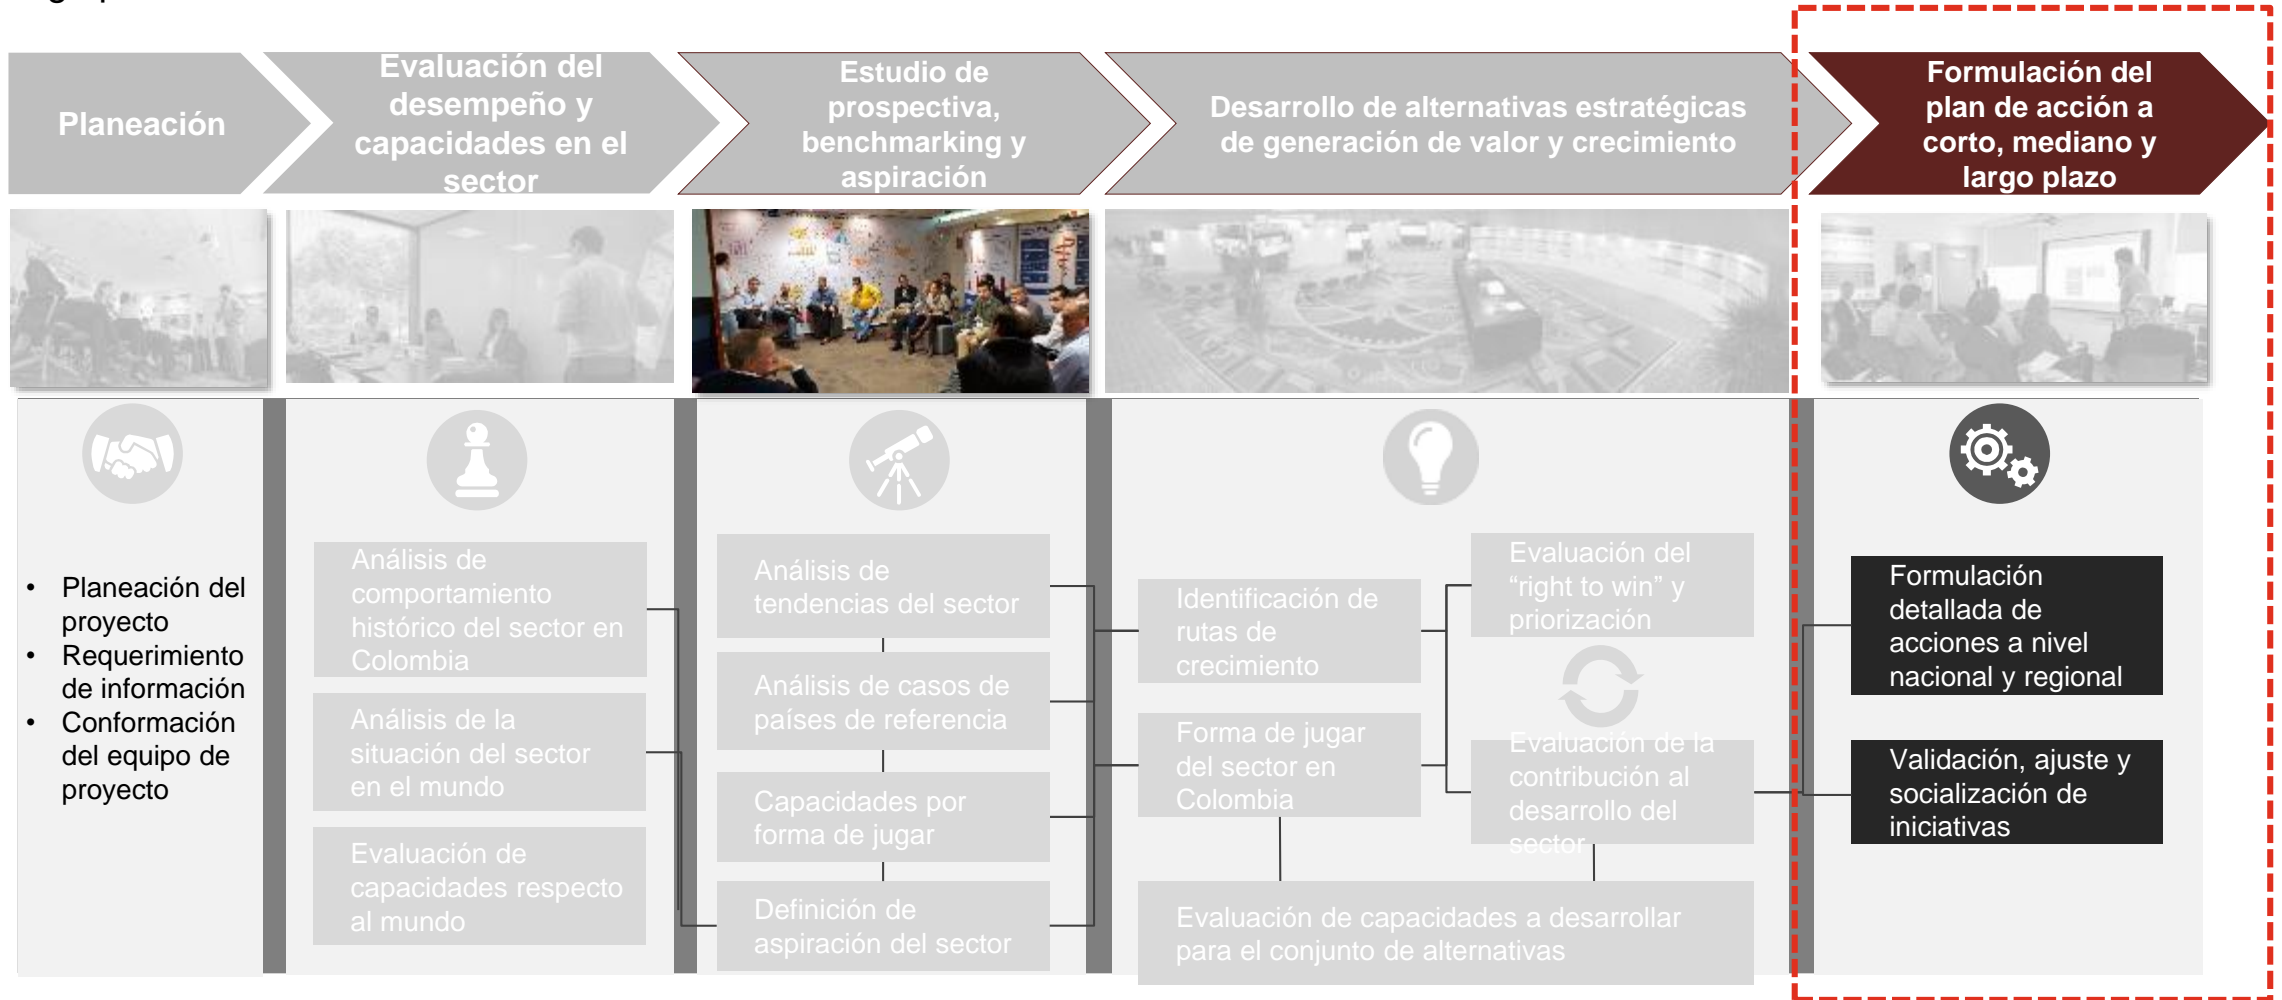 Planeación
Evaluación del
desempeño y
capacidades en el
sector
Estudio de
prospectiva,
benchmarking y
aspiración
Desarrollo de alternativas estratégicas
de generación de valor y crecimiento
Formulación del
plan de acción a
corto, mediano y
largo plazo
• Planeación del
proyecto
• Requerimiento
de información
• Conformación
del equipo de
proyecto
Análisis de
comportamiento
histórico del sector en
Colombia
Análisis de la
situación del sector
en el mundo
Evaluación de
capacidades respecto
al mundo
Análisis de
tendencias del sector
Análisis de casos de
países de referencia
Capacidades por
forma de jugar
Definición de
aspiración del sector
Identificación de
rutas de
crecimiento
Forma de jugar
del sector en
Colombia
Evaluación del
“right to win” y
priorización
Evaluación de la
contribución al
desarrollo del
sector
Evaluación de capacidades a desarrollar
para el conjunto de alternativas
Formulación
detallada de
acciones a nivel
nacional y regional
Validación, ajuste y
socialización de
iniciativas